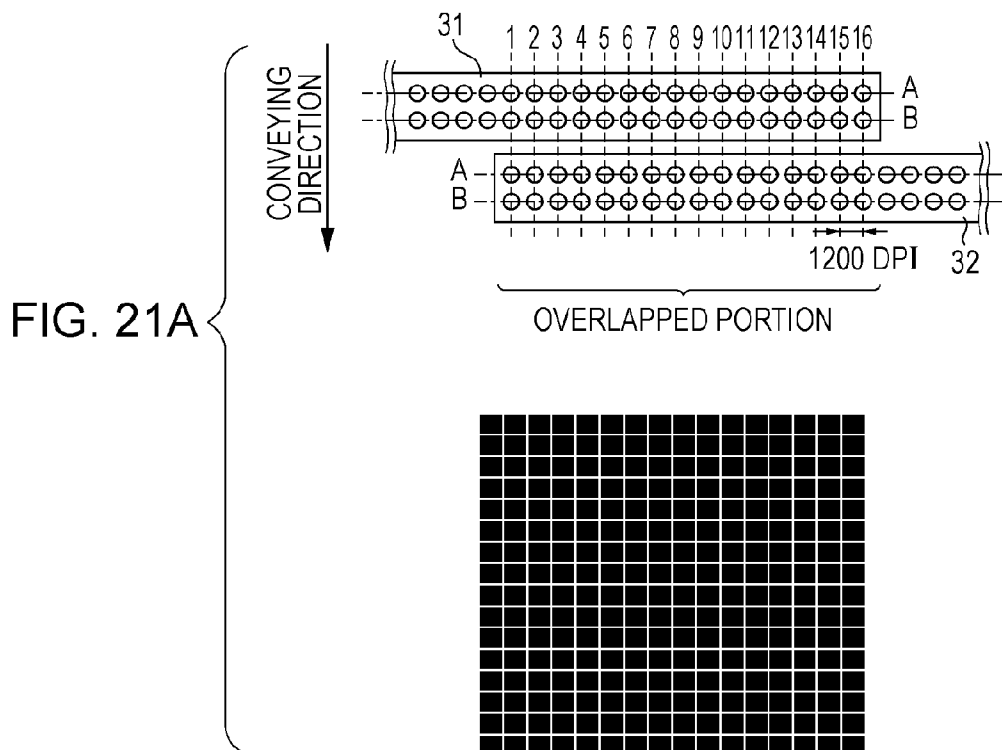 31
1 2 3 4 5 6 7 8 9 10 11 12 13 14 15 16
A
B
A
B
CONVEYING
DIRECTION
1200 DPI
32
OVERLAPPED PORTION
FIG. 21A